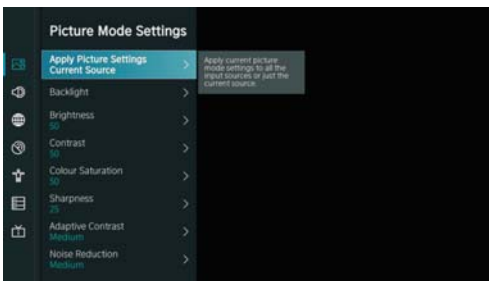 Picture Mode Settings
Apply Picture Settings
Current Source
Apply current picture
mode settings to all the
input sources or just the
current source.
Backlight
Brightness
50
Contrast
50
Colour Saturation
50
Sharpness
25
Adaptive Contrast
Medium
Noise Reduction
Medium